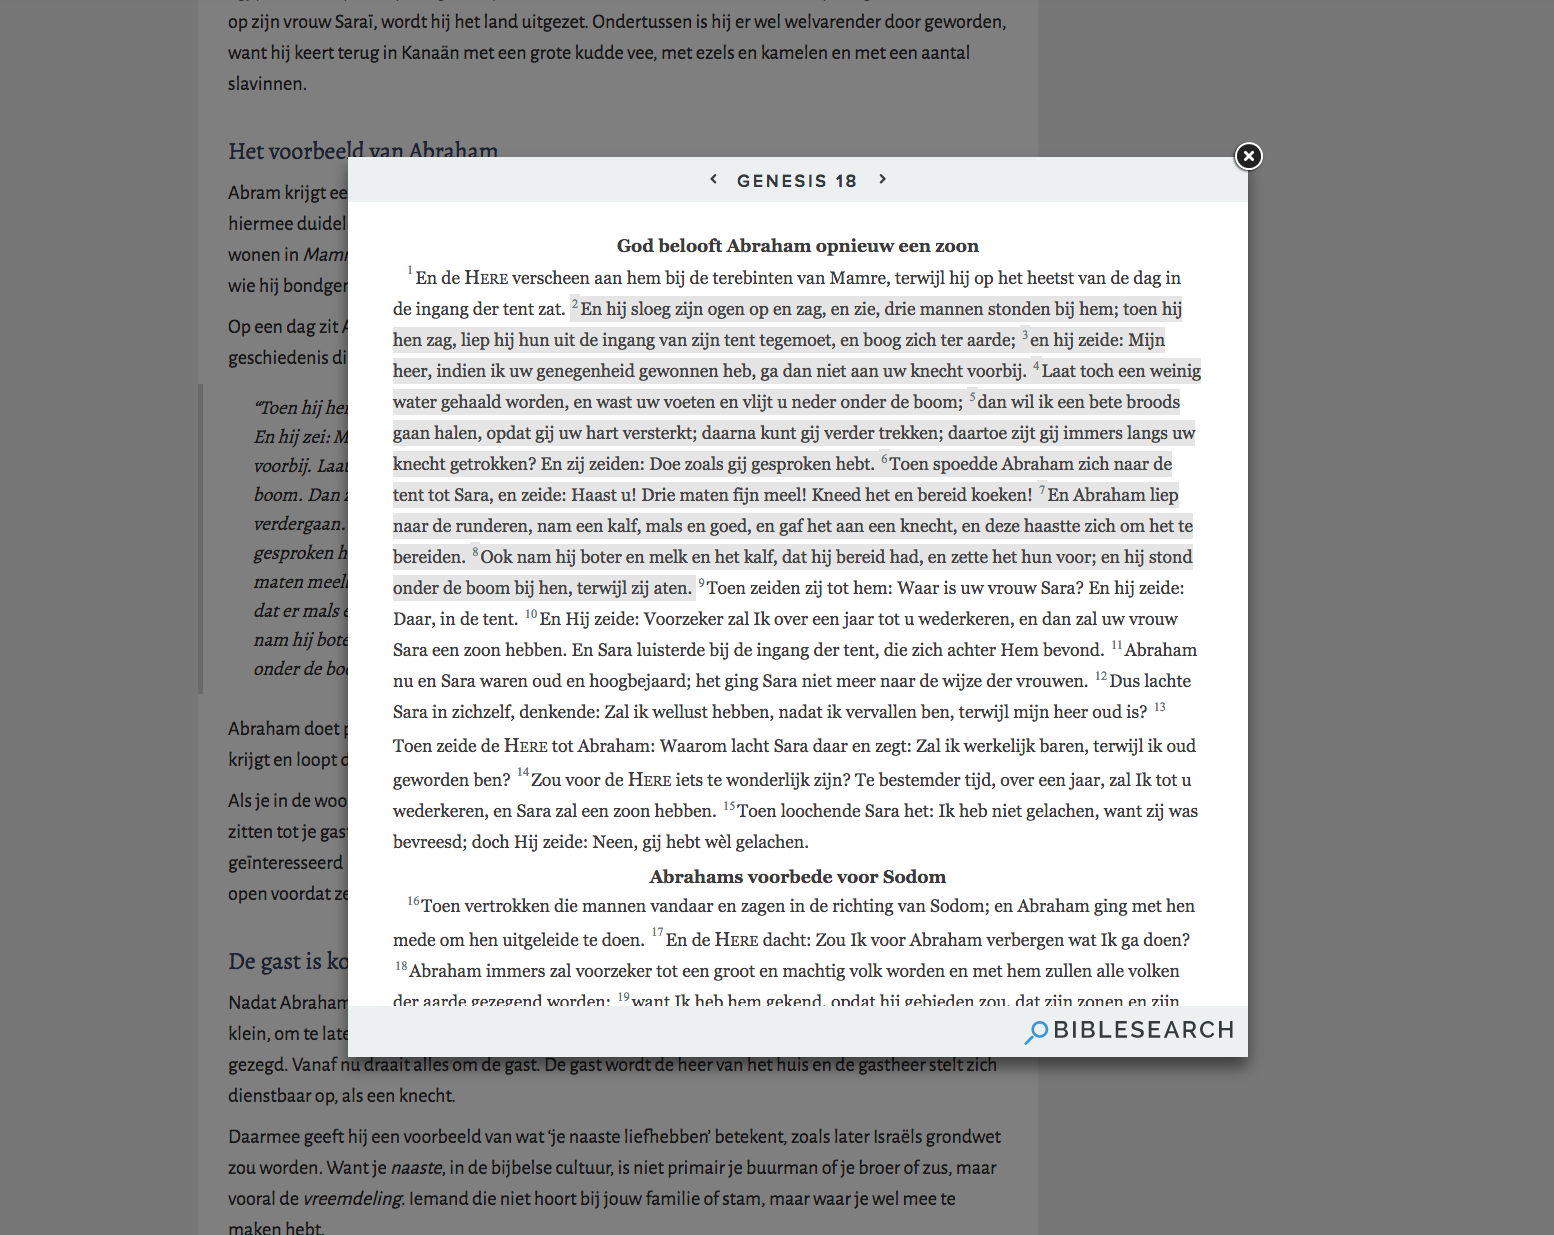 op zijn vrouw Saraï, wordt hij het land uitgezet. Ondertussen is hij er wel welvarender door geworden,
want hij keert terug in Kanaän met een grote kudde vee, met ezels en kamelen en met een aantal
slavinnen.
Het voorbeeld van Abraham
Abram krijgt ee
hiermee duidel
wonen in Mamr
wie hij bondger
Op een dag zit A
geschiedenis di
“Toen hij her
En hij zei: M
voorbij. Laat
boom. Dan z
verdergaan.
gesproken h
maten meel
dat er mals e
nam hij bote
onder de boo
Abraham doet p
krijgt en loopt d
Als je in de woo
zitten tot je gas
geïnteresseerd
open voordat ze
De gast is ko
Nadat Abraham
klein, om te late
gezegd. Vanaf nu draait alles om de gast. De gast wordt de heer van het huis en de gastheer stelt zich
dienstbaar op, als een knecht.
Daarmee geeft hij een voorbeeld van wat ‘je naaste liefhebben’ betekent, zoals later Israëls grondwet
zou worden. Want je naaste, in de bijbelse cultuur, is niet primair je buurman of je broer of zus, maar
vooral de vreemdeling. Iemand die niet hoort bij jouw familie of stam, maar waar je wel mee te
maken hebt.
GENESIS 18
God belooft Abraham opnieuw een zoon
1 En de HERE verscheen aan hem bij de terebinten van Mamre, terwijl hij op het heetst van de dag in
de ingang der tent zat. 2 En hij sloeg zijn ogen op en zag, en zie, drie mannen stonden bij hem; toen hij
hen zag, liep hij hun uit de ingang van zijn tent tegemoet, en boog zich ter aarde; 3 en hij zeide: Mijn
heer, indien ik uw genegenheid gewonnen heb, ga dan niet aan uw knecht voorbij. 4 Laat toch een weinig
water gehaald worden, en wast uw voeten en vlijt u neder onder de boom; 5 dan wil ik een bete broods
gaan halen, opdat gij uw hart versterkt; daarna kunt gij verder trekken; daartoe zijt gij immers langs uw
knecht getrokken? En zij zeiden: Doe zoals gij gesproken hebt. 6 Toen spoedde Abraham zich naar de
tent tot Sara, en zeide: Haast u! Drie maten fijn meel! Kneed het en bereid koeken! 7 En Abraham liep
naar de runderen, nam een kalf, mals en goed, en gaf het aan een knecht, en deze haastte zich om het te
bereiden. 8 Ook nam hij boter en melk en het kalf, dat hij bereid had, en zette het hun voor; en hij stond
onder de boom bij hen, terwijl zij aten. 9 Toen zeiden zij tot hem: Waar is uw vrouw Sara? En hij zeide:
Daar, in de tent. 10 En Hij zeide: Voorzeker zal Ik over een jaar tot u wederkeren, en dan zal uw vrouw
Sara een zoon hebben. En Sara luisterde bij de ingang der tent, die zich achter Hem bevond. 11 Abraham
nu en Sara waren oud en hoogbejaard; het ging Sara niet meer naar de wijze der vrouwen. 12 Dus lachte
Sara in zichzelf, denkende: Zal ik wellust hebben, nadat ik vervallen ben, terwijl mijn heer oud is? 13
Toen zeide de HERE tot Abraham: Waarom lacht Sara daar en zegt: Zal ik werkelijk baren, terwijl ik oud
geworden ben? 14 Zou voor de HERE iets te wonderlijk zijn? Te bestemder tijd, over een jaar, zal Ik tot u
wederkeren, en Sara zal een zoon hebben. 15 Toen loochende Sara het: Ik heb niet gelachen, want zij was
bevreesd; doch Hij zeide: Neen, gij hebt wèl gelachen.
Abrahams voorbede voor Sodom
16 Toen vertrokken die mannen vandaar en zagen in de richting van Sodom; en Abraham ging met hen
mede om hen uitgeleide te doen. 17 En de HERE dacht: Zou Ik voor Abraham verbergen wat Ik ga doen?
18 Abraham immers zal voorzeker tot een groot en machtig volk worden en met hem zullen alle volken
der aarde gezegend worden; 19 want Ik heb hem gekend, opdat hij gebieden zou, dat zijn zonen en zijn
BIBLESEARCH